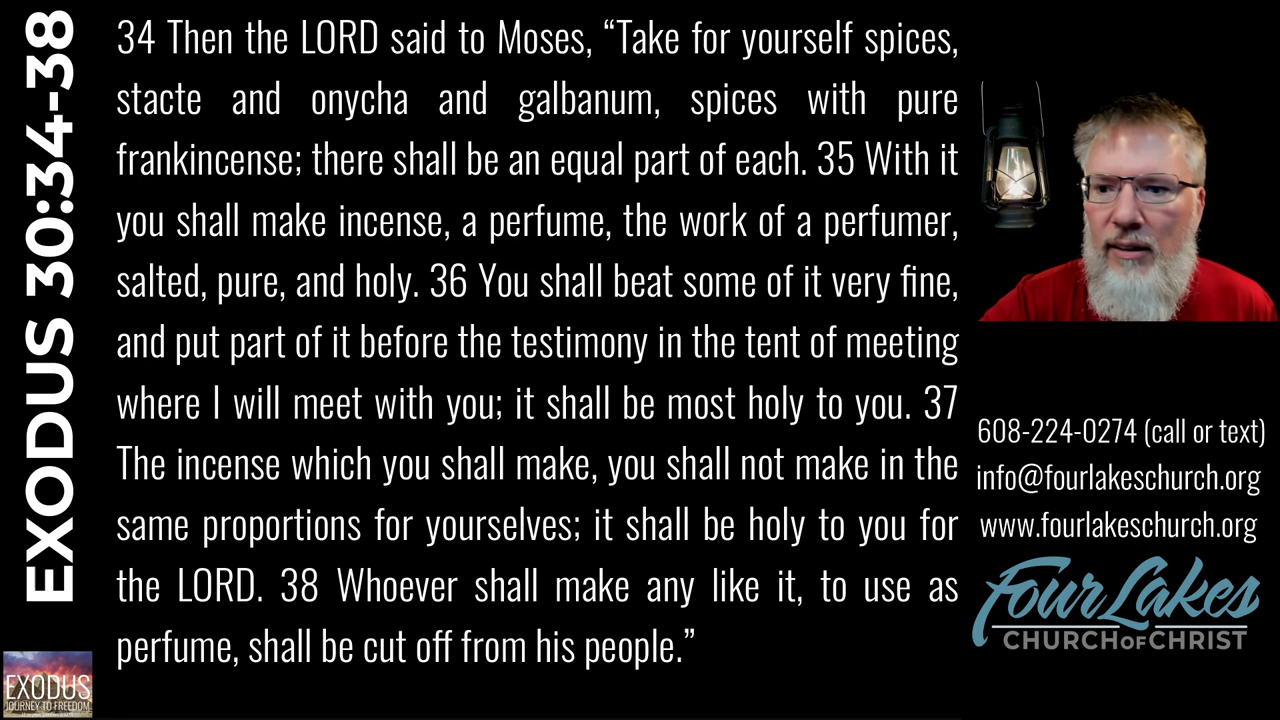 EXODUS 30:34-38
34 Then the LORD said to Moses, “Take for yourself spices,
stacte and onycha and galbanum, spices with pure
frankincense; there shall be an equal part of each. 35 With it
you shall make incense, a perfume, the work of a perfumer,
salted, pure, and holy. 36 You shall beat some of it very fine,
and put part of it before the testimony in the tent of meeting
where I will meet with you; it shall be most holy to you. 37
The incense which you shall make, you shall not make in the
same proportions for yourselves; it shall be holy to you for
the LORD. 38 Whoever shall make any like it, to use as
perfume, shall be cut off from his people.”
608-224-0274 (call or text)
info@fourlakeschurch.org
www.fourlakeschurch.org
Four Lakes
CHURCH OF CHRIST
EXODUS
JOURNEY TO FREEDOM